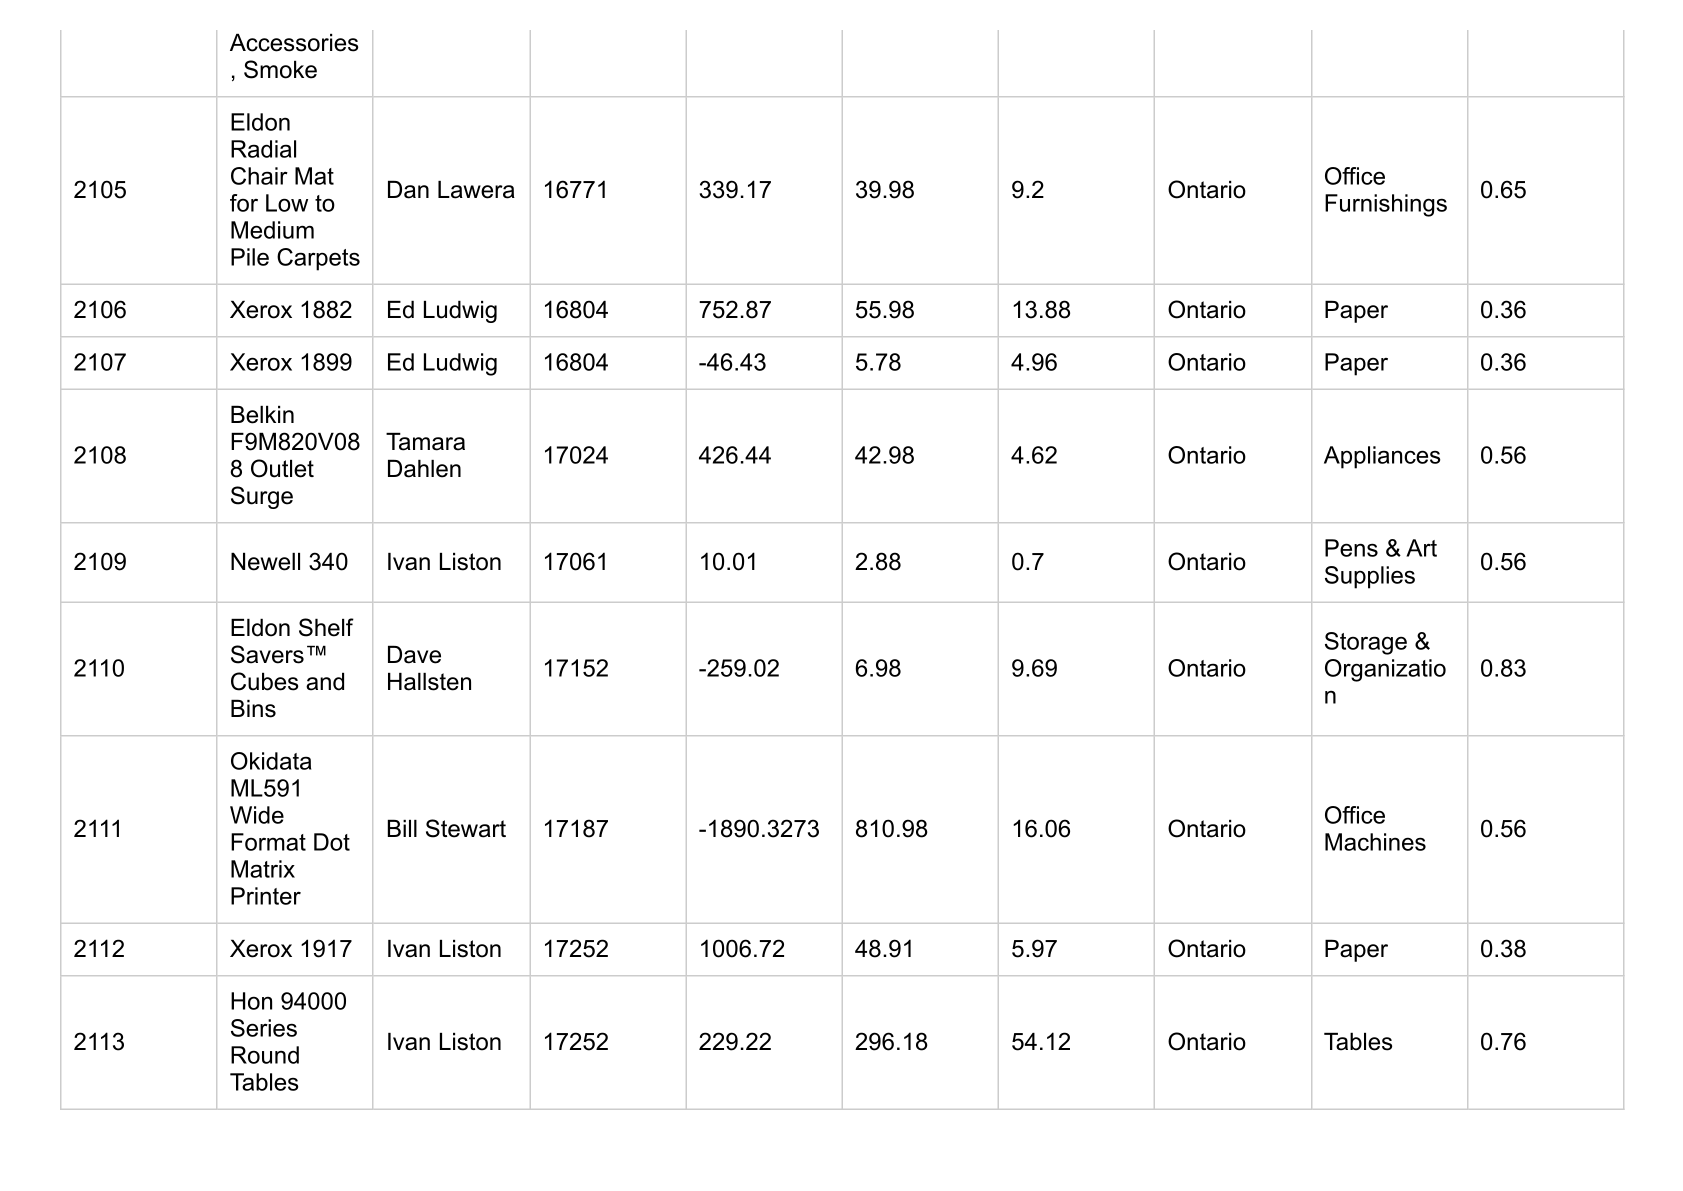 Accessories
, Smoke
2105
Eldon
Radial
Chair Mat
for Low to
Medium
Pile Carpets
Dan Lawera
16771
339.17
39.98
9.2
Ontario
Office
Furnishings
0.65
2106
Xerox 1882
Ed Ludwig
16804
752.87
55.98
13.88
Ontario
Paper
0.36
2107
Xerox 1899
Ed Ludwig
16804
-46.43
5.78
4.96
Ontario
Paper
0.36
2108
Belkin
F9M820V08
8 Outlet
Surge
Tamara
Dahlen
17024
426.44
42.98
4.62
Ontario
Appliances
0.56
2109
Newell 340
Ivan Liston
17061
10.01
2.88
0.7
Ontario
Pens & Art
Supplies
0.56
2110
Eldon Shelf
Savers™
Cubes and
Bins
Dave
Hallsten
17152
-259.02
6.98
9.69
Ontario
Storage &
Organizatio
n
0.83
2111
Okidata
ML591
Wide
Format Dot
Matrix
Printer
Bill Stewart
17187
-1890.3273
810.98
16.06
Ontario
Office
Machines
0.56
2112
Xerox 1917
Ivan Liston
17252
1006.72
48.91
5.97
Ontario
Paper
0.38
2113
Hon 94000
Series
Round
Tables
Ivan Liston
17252
229.22
296.18
54.12
Ontario
Tables
0.76